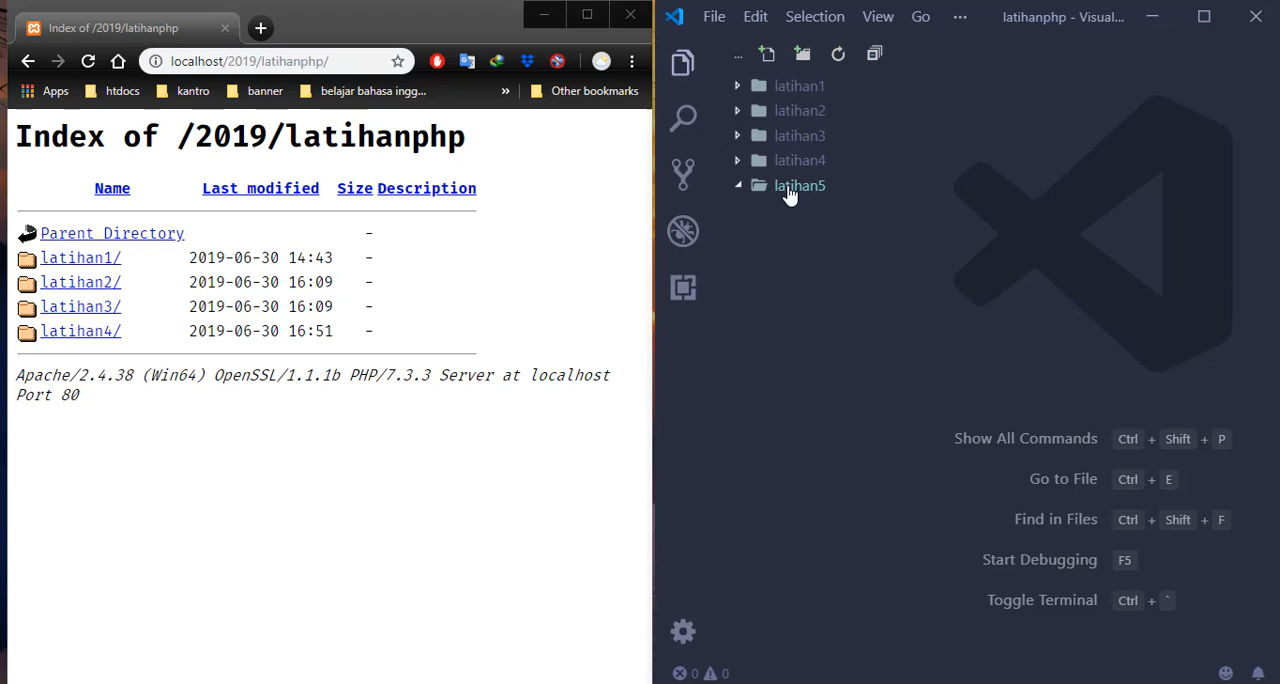 Index of /2019/latihanphp
localhost/2019/latihanphp/
Apps htdocs kantro banner belajar bahasa ingg... » Other bookmarks
Index of /2019/latihanphp
Name Last modified Size Description
Parent Directory -
latihan1/ 2019-06-30 14:43 -
latihan2/ 2019-06-30 16:09 -
latihan3/ 2019-06-30 16:09 -
latihan4/ 2019-06-30 16:51 -
Apache/2.4.38 (Win64) OpenSSL/1.1.1b PHP/7.3.3 Server at localhost
Port 80
File Edit Selection View Go ... latihanphp - Visual...
...
latihan1
latihan2
latihan3
latihan4
latihan5
Show All Commands Ctrl + Shift + P
Go to File Ctrl + E
Find in Files Ctrl + Shift + F
Start Debugging F5
Toggle Terminal Ctrl + `
0 0